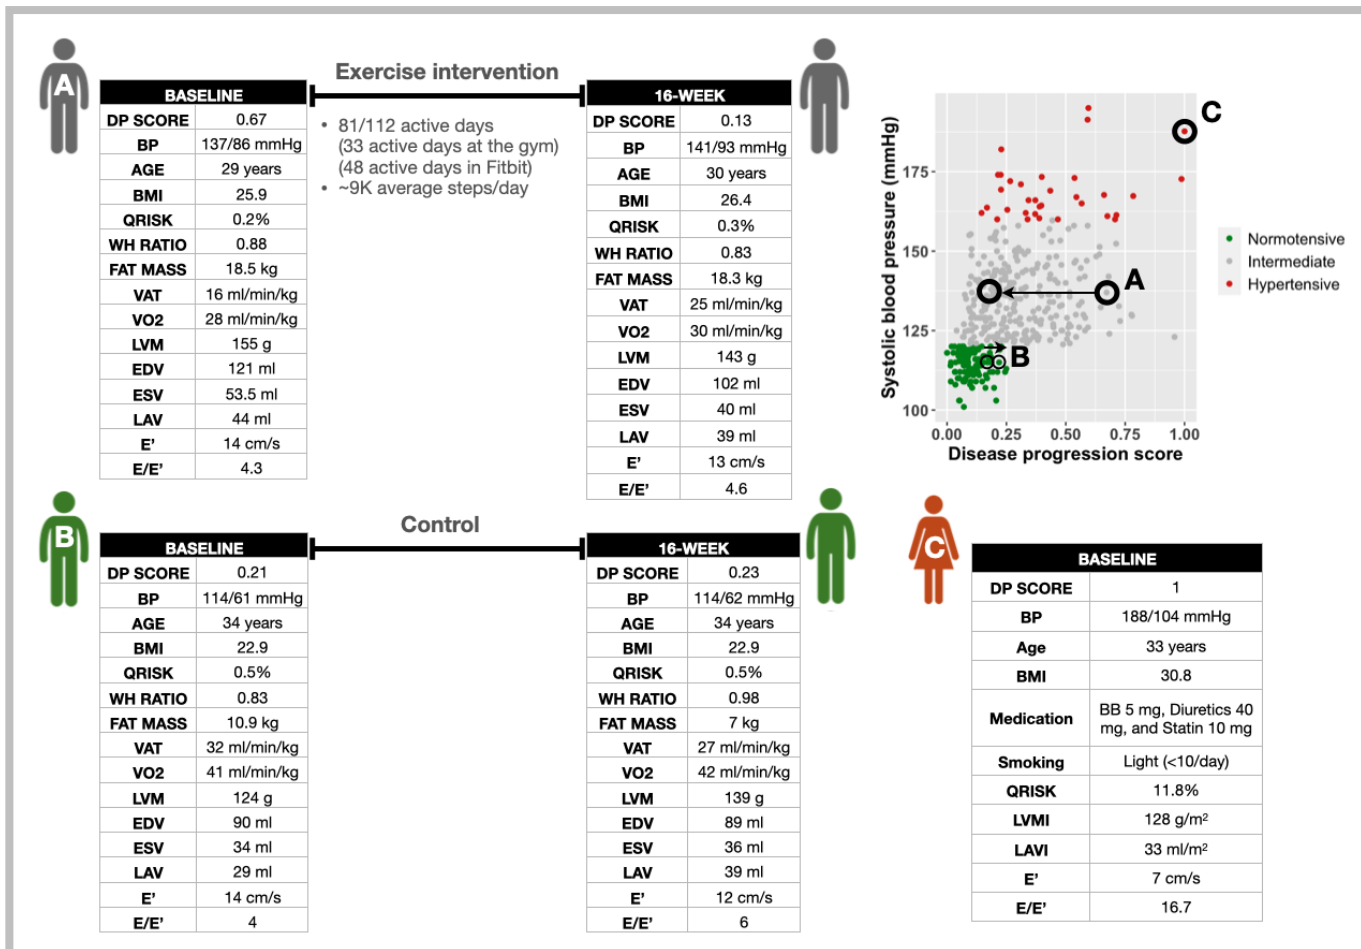 A
Exercise intervention
BASELINE
DP SCORE 0.67
BP 137/86 mmHg
AGE 29 years
BMI 25.9
QRISK 0.2%
WH RATIO 0.88
FAT MASS 18.5 kg
VAT 16 ml/min/kg
VO2 28 ml/min/kg
LVM 155 g
EDV 121 ml
ESV 53.5 ml
LAV 44 ml
E' 14 cm/s
E/E' 4.3
• 81/112 active days
(33 active days at the gym)
(48 active days in Fitbit)
• ~9K average steps/day
16-WEEK
DP SCORE 0.13
BP 141/93 mmHg
AGE 30 years
BMI 26.4
QRISK 0.3%
WH RATIO 0.83
FAT MASS 18.3 kg
VAT 25 ml/min/kg
VO2 30 ml/min/kg
LVM 143 g
EDV 102 ml
ESV 40 ml
LAV 39 ml
E' 13 cm/s
E/E' 4.6
Systolic blood pressure (mmHg)
175
150
125
100
C
A
B
0.00 0.25 0.50 0.75 1.00
Disease progression score
Normotensive
Intermediate
Hypertensive
B
Control
BASELINE
DP SCORE 0.21
BP 114/61 mmHg
AGE 34 years
BMI 22.9
QRISK 0.5%
WH RATIO 0.83
FAT MASS 10.9 kg
VAT 32 ml/min/kg
VO2 41 ml/min/kg
LVM 124 g
EDV 90 ml
ESV 34 ml
LAV 29 ml
E' 14 cm/s
E/E' 4
16-WEEK
DP SCORE 0.23
BP 114/62 mmHg
AGE 34 years
BMI 22.9
QRISK 0.5%
WH RATIO 0.98
FAT MASS 7 kg
VAT 27 ml/min/kg
VO2 42 ml/min/kg
LVM 139 g
EDV 89 ml
ESV 36 ml
LAV 39 ml
E' 12 cm/s
E/E' 6
C
BASELINE
DP SCORE 1
BP 188/104 mmHg
Age 33 years
BMI 30.8
Medication BB 5 mg, Diuretics 40
mg, and Statin 10 mg
Smoking Light (<10/day)
QRISK 11.8%
LVMI 128 g/m²
LAVI 33 ml/m²
E' 7 cm/s
E/E' 16.7